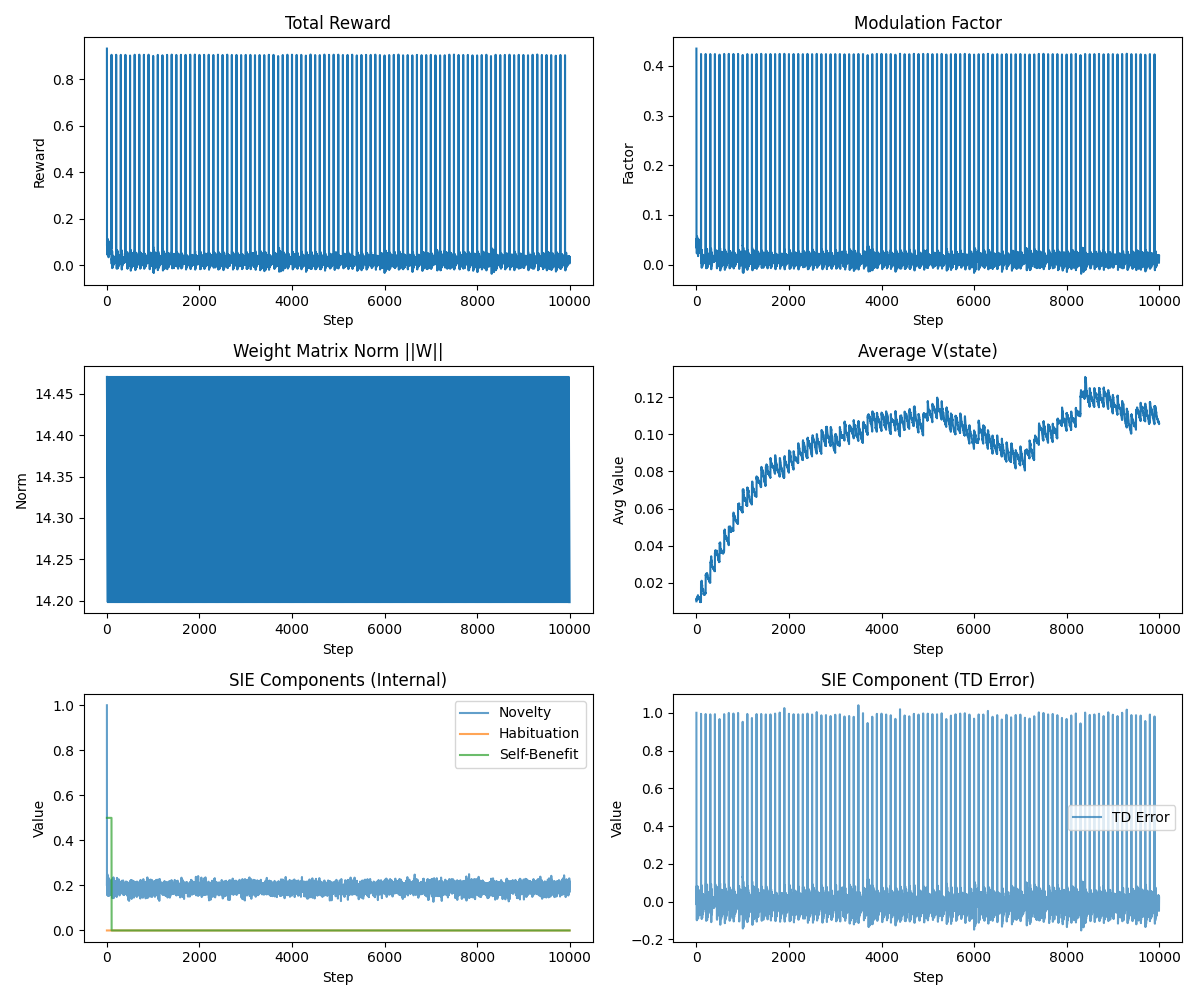 Total Reward
Reward
0.8
0.6
0.4
0.2
0.0
0 2000 4000 6000 8000 10000
Step
Modulation Factor
Factor
0.4
0.3
0.2
0.1
0.0
0 2000 4000 6000 8000 10000
Step
Weight Matrix Norm ||W||
Norm
14.45
14.40
14.35
14.30
14.25
14.20
0 2000 4000 6000 8000 10000
Step
Average V(state)
Avg Value
0.12
0.10
0.08
0.06
0.04
0.02
0 2000 4000 6000 8000 10000
Step
SIE Components (Internal)
Value
1.0
0.8
0.6
0.4
0.2
0.0
Novelty
Habituation
Self-Benefit
0 2000 4000 6000 8000 10000
Step
SIE Component (TD Error)
Value
1.0
0.8
0.6
0.4
0.2
0.0
−0.2
TD Error
0 2000 4000 6000 8000 10000
Step